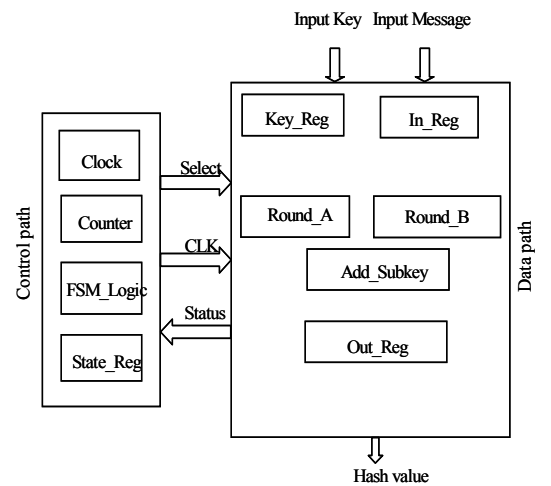 Input Key Input Message
Key_Reg
In_Reg
Clock
Select
Counter
Round_A
Round_B
Control path
CLK
Add_Subkey
Data path
FSM_Logic
Status
State_Reg
Out_Reg
Hash value